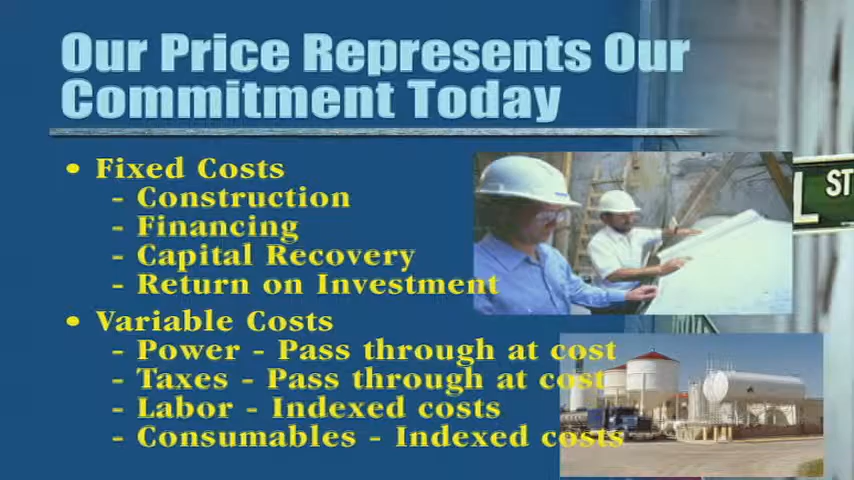 Our Price Represents Our
Commitment Today
• Fixed Costs
- Construction
- Financing
- Capital Recovery
- Return on Investment
• Variable Costs
- Power - Pass through at cost
- Taxes - Pass through at cost
- Labor - Indexed costs
- Consumables - Indexed costs
L ST